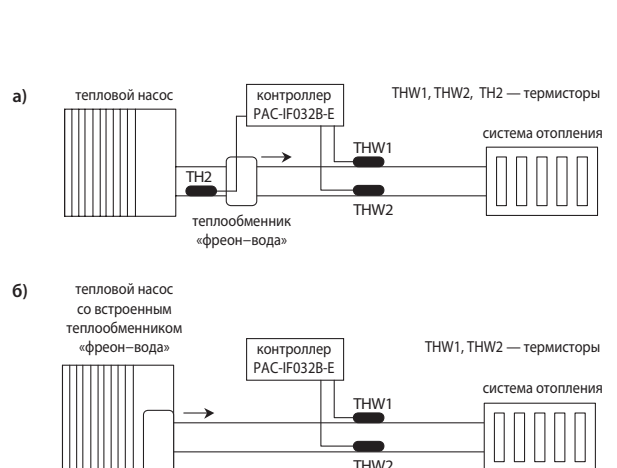 а)
тепловой насос
контроллер
PAC-IF032B-E
THW1, THW2, TH2 — термисторы
система отопления
THW1
TH2
THW2
теплообменник
«фреон–вода»
б)
тепловой насос
со встроенным
теплообменником
«фреон–вода»
контроллер
PAC-IF032B-E
THW1, THW2 — термисторы
система отопления
THW1
THW2